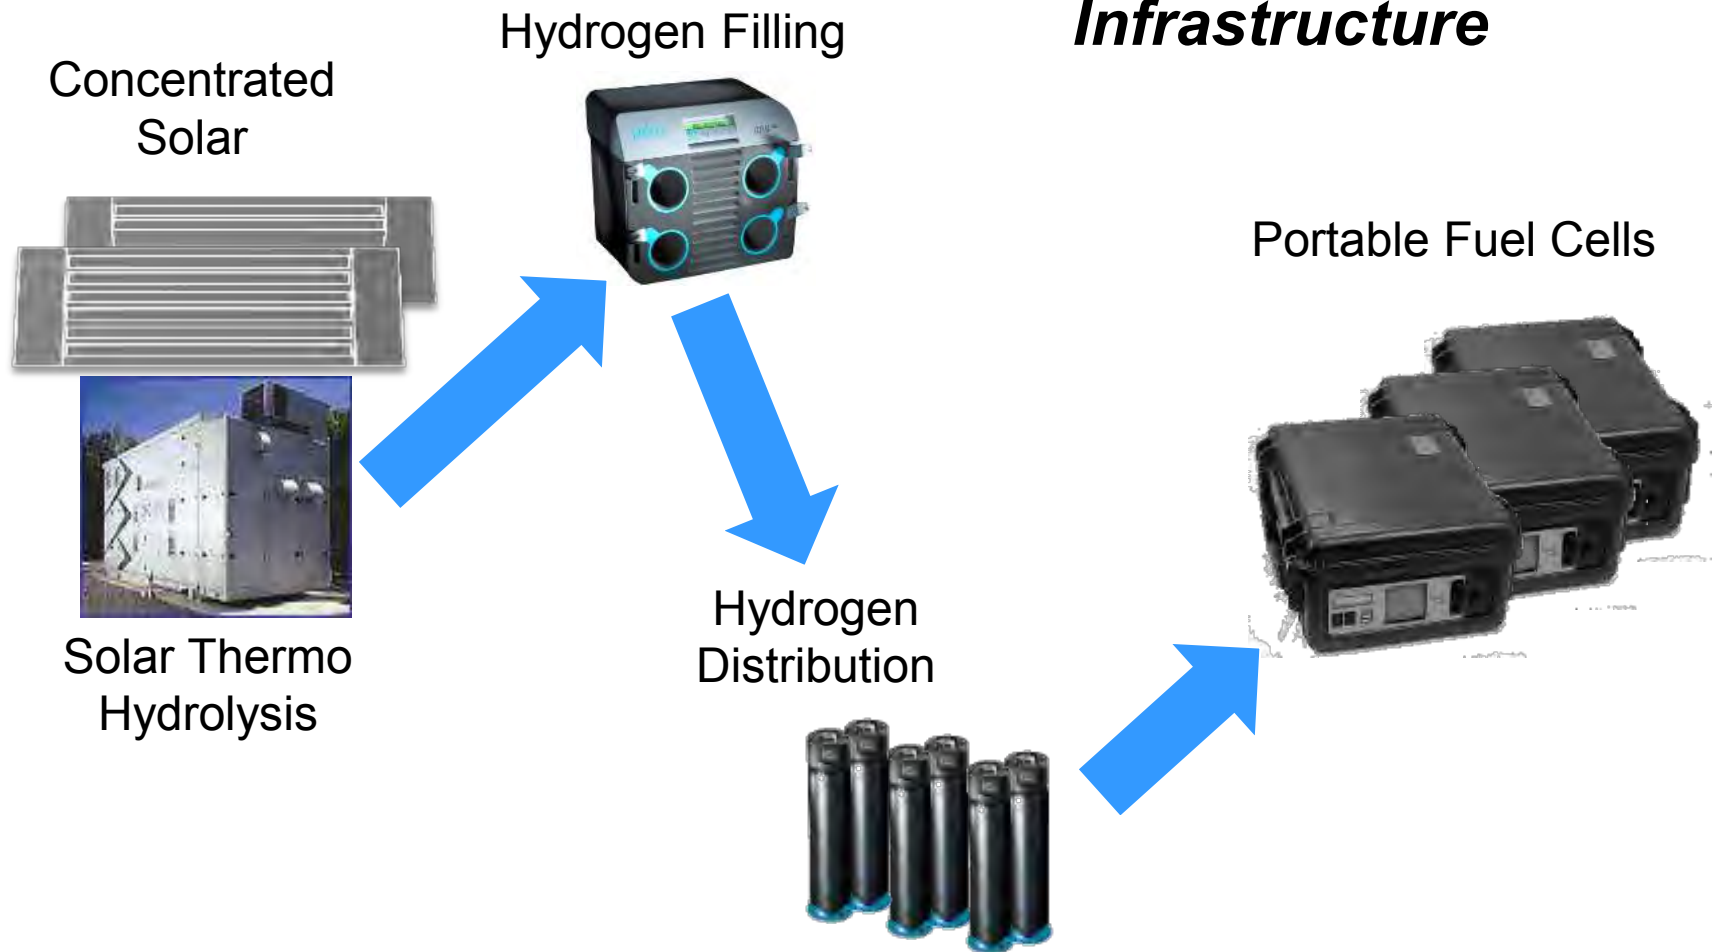 Infrastructure
Hydrogen Filling
Concentrated
Solar
Portable Fuel Cells
Solar Thermo
Hydrolysis
Hydrogen
Distribution